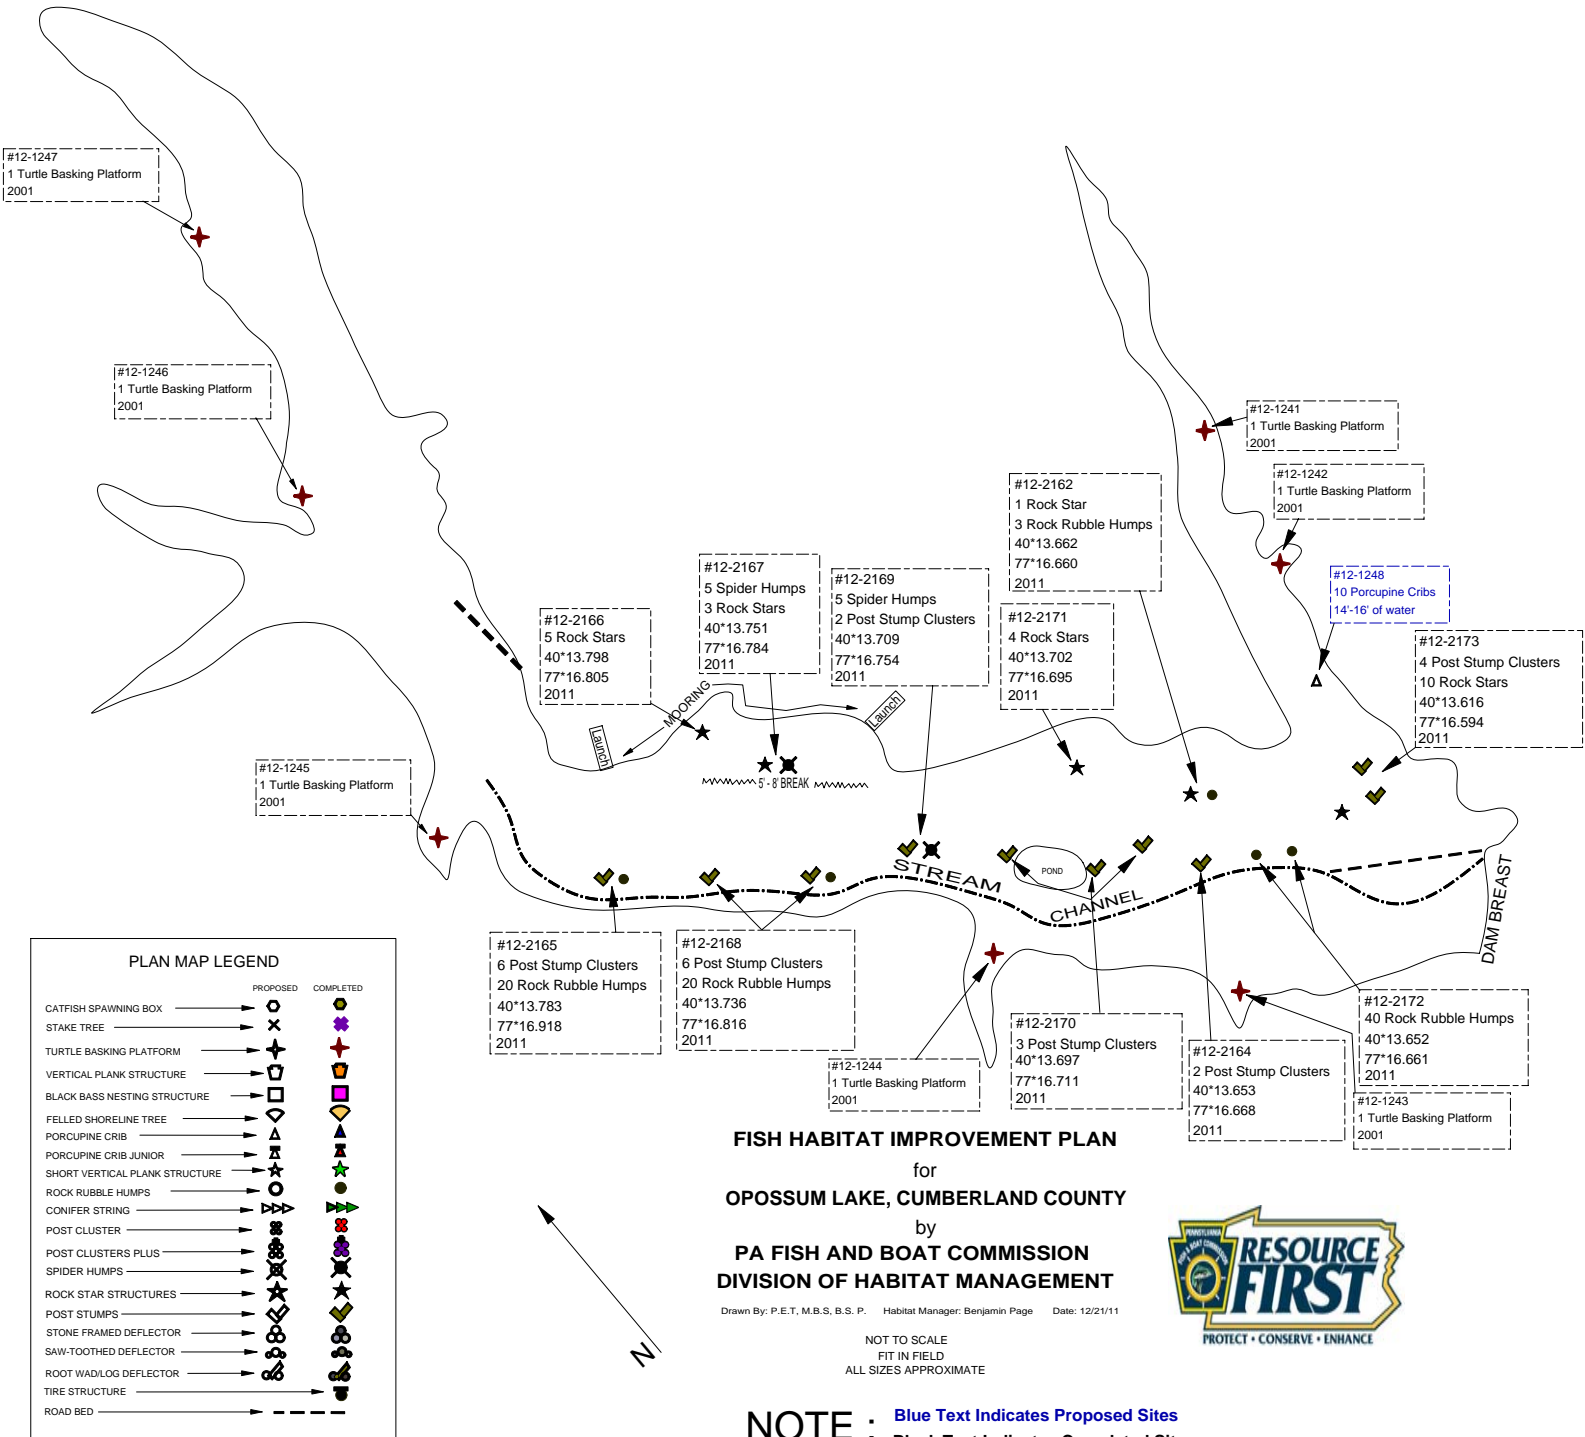 #12-1247
1 Turtle Basking Platform
2001
#12-1246
1 Turtle Basking Platform
2001
#12-1241
1 Turtle Basking Platform
2001
#12-1242
1 Turtle Basking Platform
2001
#12-2162
1 Rock Star
3 Rock Rubble Humps
40*13.662
77*16.660
2011
#12-1248
10 Porcupine Cribs
14'-16' of water
#12-2167
5 Spider Humps
3 Rock Stars
40*13.751
77*16.784
2011
#12-2169
5 Spider Humps
2 Post Stump Clusters
40*13.709
77*16.754
2011
#12-2166
5 Rock Stars
40*13.798
77*16.805
2011
#12-2171
4 Rock Stars
40*13.702
77*16.695
2011
#12-2173
4 Post Stump Clusters
10 Rock Stars
40*13.616
77*16.594
2011
MOORING
Launch
Launch
5' - 8' BREAK
#12-1245
1 Turtle Basking Platform
2001
STREAM
CHANNEL
POND
DAM BREAST
#12-2165
6 Post Stump Clusters
20 Rock Rubble Humps
40*13.783
77*16.918
2011
#12-2168
6 Post Stump Clusters
20 Rock Rubble Humps
40*13.736
77*16.816
2011
#12-1244
1 Turtle Basking Platform
2001
#12-2170
3 Post Stump Clusters
40*13.697
77*16.711
2011
#12-2164
2 Post Stump Clusters
40*13.653
77*16.668
2011
#12-2172
40 Rock Rubble Humps
40*13.652
77*16.661
2011
#12-1243
1 Turtle Basking Platform
2001
PLAN MAP LEGEND
PROPOSED COMPLETED
CATFISH SPAWNING BOX
STAKE TREE
TURTLE BASKING PLATFORM
VERTICAL PLANK STRUCTURE
BLACK BASS NESTING STRUCTURE
FELLED SHORELINE TREE
PORCUPINE CRIB
PORCUPINE CRIB JUNIOR
SHORT VERTICAL PLANK STRUCTURE
ROCK RUBBLE HUMPS
CONIFER STRING
POST CLUSTER
POST CLUSTERS PLUS
SPIDER HUMPS
ROCK STAR STRUCTURES
POST STUMPS
STONE FRAMED DEFLECTOR
SAW-TOOTHED DEFLECTOR
ROOT WAD/LOG DEFLECTOR
TIRE STRUCTURE
ROAD BED
FISH HABITAT IMPROVEMENT PLAN
for
OPOSSUM LAKE, CUMBERLAND COUNTY
by
PA FISH AND BOAT COMMISSION
DIVISION OF HABITAT MANAGEMENT
Drawn By: P.E.T, M.B.S, B.S. P. Habitat Manager: Benjamin Page Date: 12/21/11
NOT TO SCALE
FIT IN FIELD
ALL SIZES APPROXIMATE
N
PENNSYLVANIA
FISH & BOAT COMMISSION
RESOURCE
FIRST
PROTECT • CONSERVE • ENHANCE
NOTE : Blue Text Indicates Proposed Sites